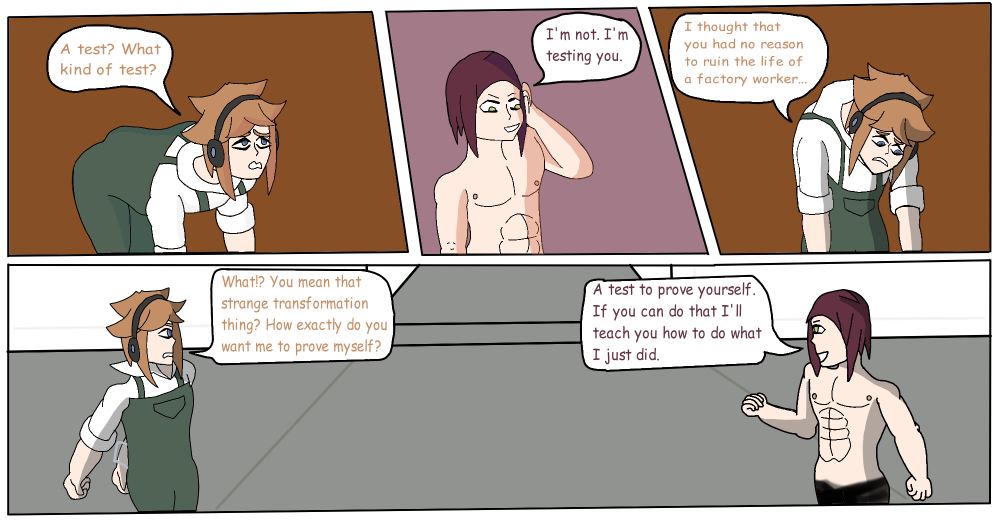 I thought that
you had no reason
to ruin the life of
a factory worker...
I'm not. I'm
testing you.
A test? What
kind of test?
A test to prove yourself.
If you can do that I'll
teach you how to do what
I just did.
What!? You mean that
strange transformation
thing? How exactly do you
want me to prove myself?